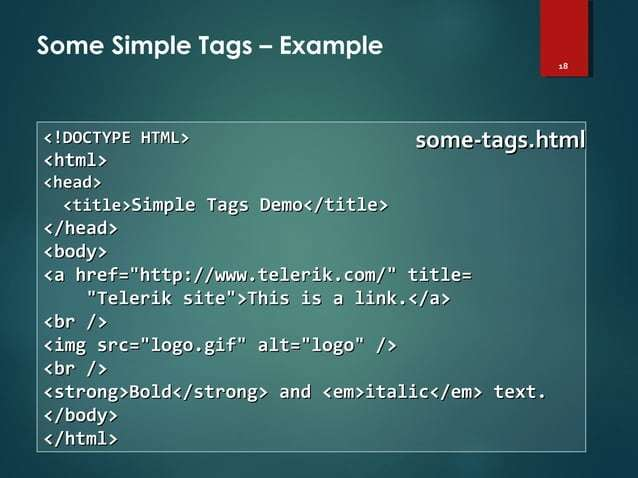 Some Simple Tags – Example
18
some-tags.html
<!DOCTYPE HTML>
<html>
<head>
  <title>Simple Tags Demo</title>
</head>
<body>
<a href="http://www.telerik.com/" title=
    "Telerik site">This is a link.</a>
<br />
<img src="logo.gif" alt="logo" />
<br />
<strong>Bold</strong> and <em>italic</em> text.
</body>
</html>